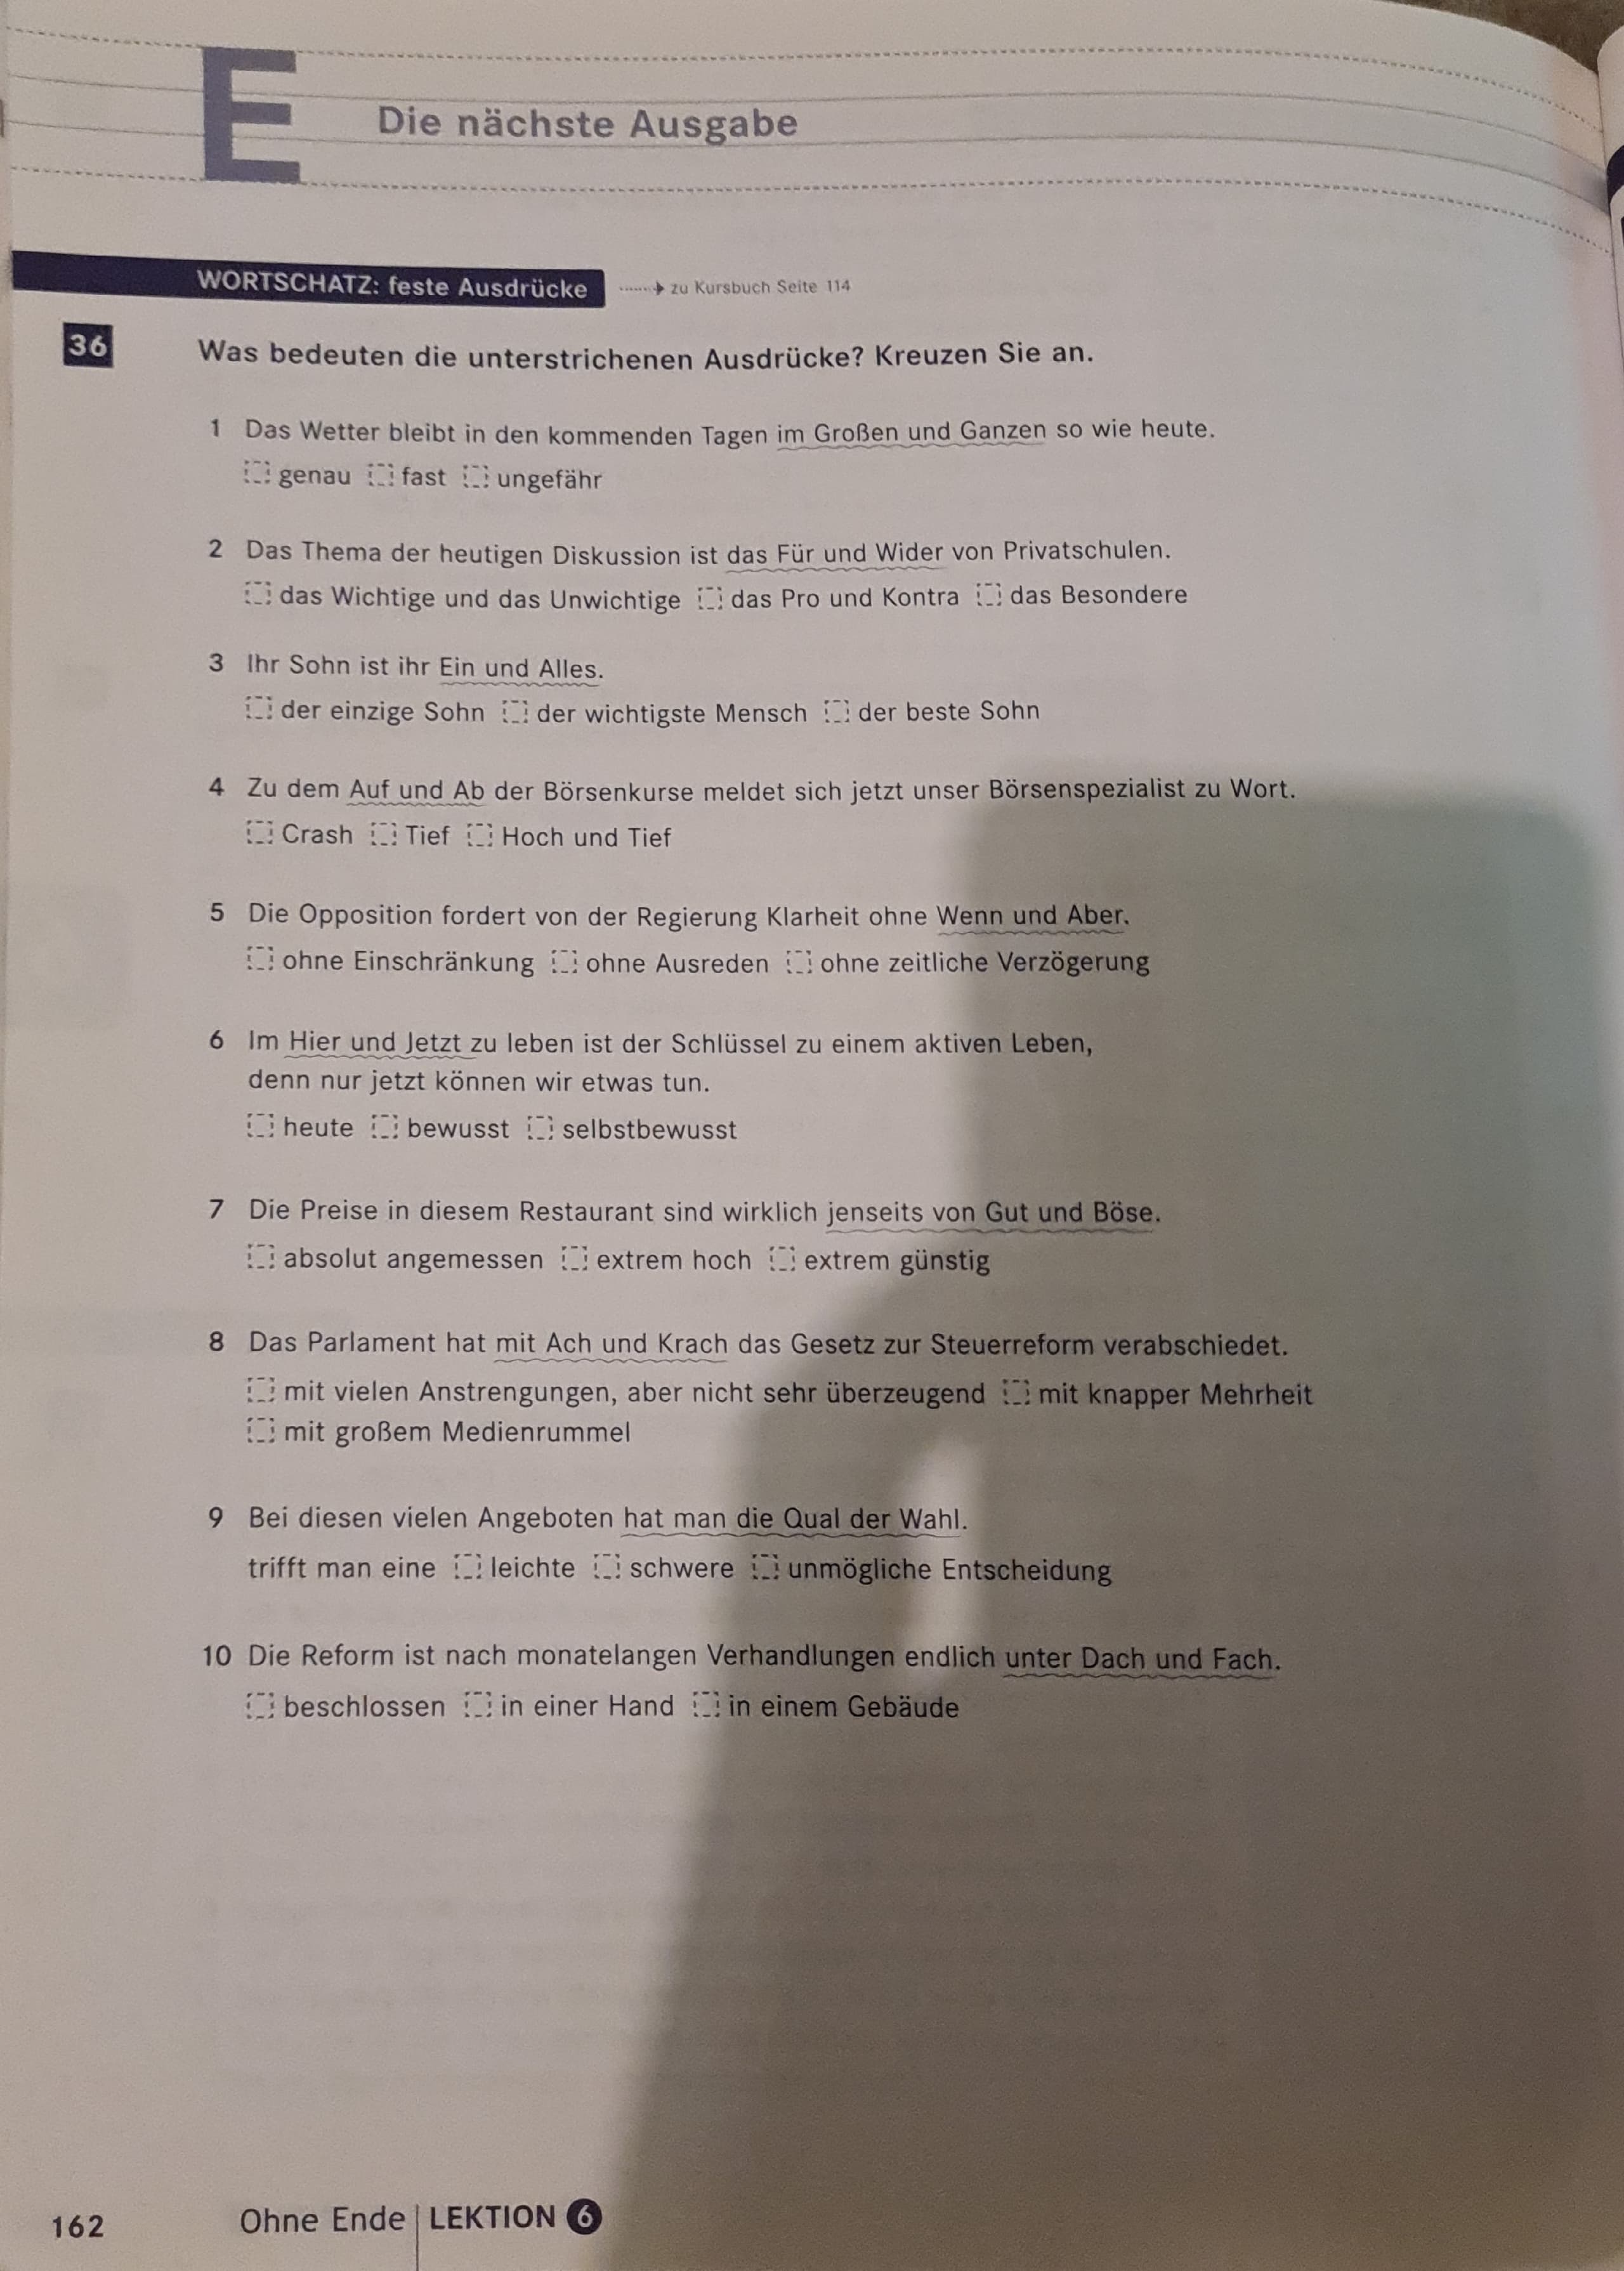 E Die nächste Ausgabe
WORTSCHATZ: feste Ausdrücke zu Kursbuch Seite 114
36 Was bedeuten die unterstrichenen Ausdrücke? Kreuzen Sie an.
1 Das Wetter bleibt in den kommenden Tagen im Großen und Ganzen so wie heute.
genau fast ungefähr
2 Das Thema der heutigen Diskussion ist das Für und Wider von Privatschulen.
das Wichtige und das Unwichtige das Pro und Kontra das Besondere
3 Ihr Sohn ist ihr Ein und Alles.
der einzige Sohn der wichtigste Mensch der beste Sohn
4 Zu dem Auf und Ab der Börsenkurse meldet sich jetzt unser Börsenspezialist zu Wort.
Crash Tief Hoch und Tief
5 Die Opposition fordert von der Regierung Klarheit ohne Wenn und Aber.
ohne Einschränkung ohne Ausreden ohne zeitliche Verzögerung
6 Im Hier und Jetzt zu leben ist der Schlüssel zu einem aktiven Leben,
denn nur jetzt können wir etwas tun.
heute bewusst selbstbewusst
7 Die Preise in diesem Restaurant sind wirklich jenseits von Gut und Böse.
absolut angemessen extrem hoch extrem günstig
8 Das Parlament hat mit Ach und Krach das Gesetz zur Steuerreform verabschiedet.
mit vielen Anstrengungen, aber nicht sehr überzeugend mit knapper Mehrheit
mit großem Medienrummel
9 Bei diesen vielen Angeboten hat man die Qual der Wahl.
trifft man eine leichte schwere unmögliche Entscheidung
10 Die Reform ist nach monatelangen Verhandlungen endlich unter Dach und Fach.
beschlossen in einer Hand in einem Gebäude
162 Ohne Ende LEKTION 6